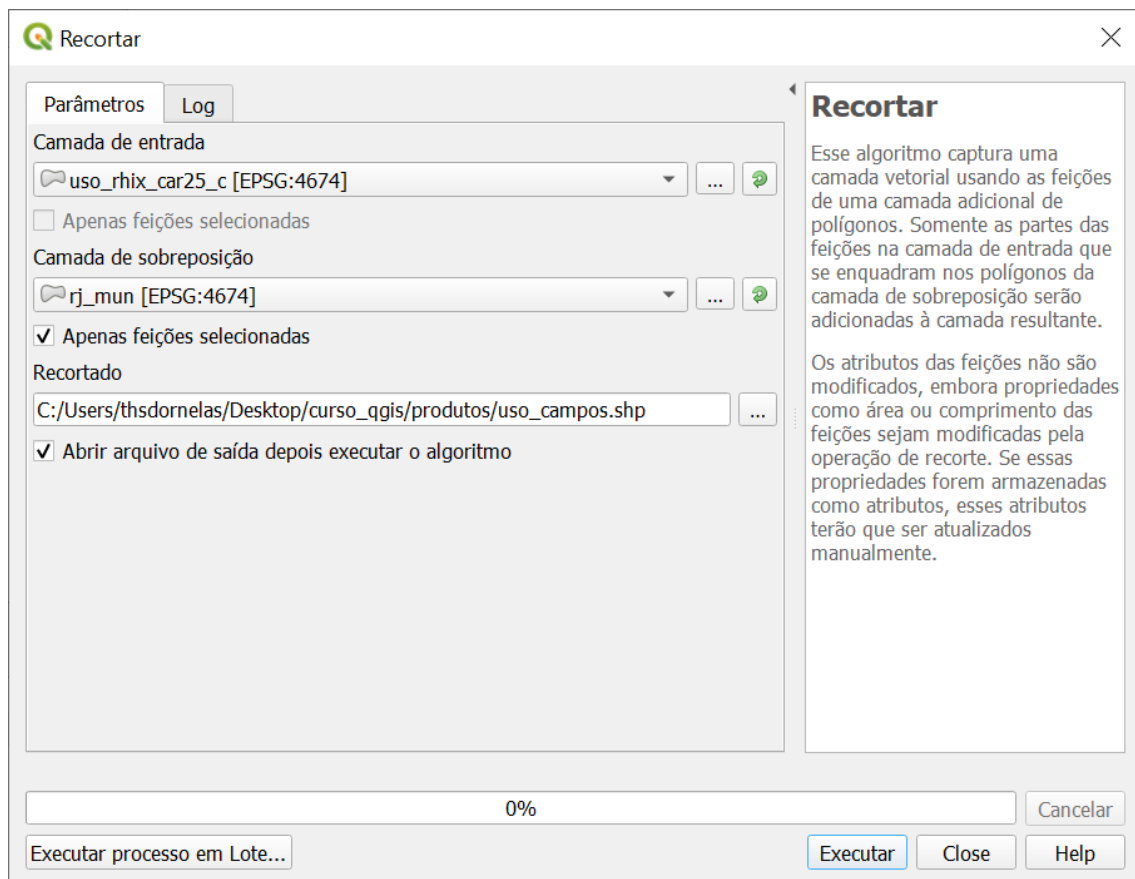 Recortar
Parâmetros
Log
Camada de entrada
uso_rhix_car25_c [EPSG:4674]
...
Apenas feições selecionadas
Camada de sobreposição
rj_mun [EPSG:4674]
...
Apenas feições selecionadas
Recortado
C:/Users/thsdornelas/Desktop/curso_qgis/produtos/uso_campos.shp
...
Abrir arquivo de saída depois executar o algoritmo
Recortar
Esse algoritmo captura uma
camada vetorial usando as feições
de uma camada adicional de
polígonos. Somente as partes das
feições na camada de entrada que
se enquadram nos polígonos da
camada de sobreposição serão
adicionadas à camada resultante.
Os atributos das feições não são
modificados, embora propriedades
como área ou comprimento das
feições sejam modificadas pela
operação de recorte. Se essas
propriedades forem armazenadas
como atributos, esses atributos
terão que ser atualizados
manualmente.
0%
Cancelar
Executar processo em Lote...
Executar
Close
Help